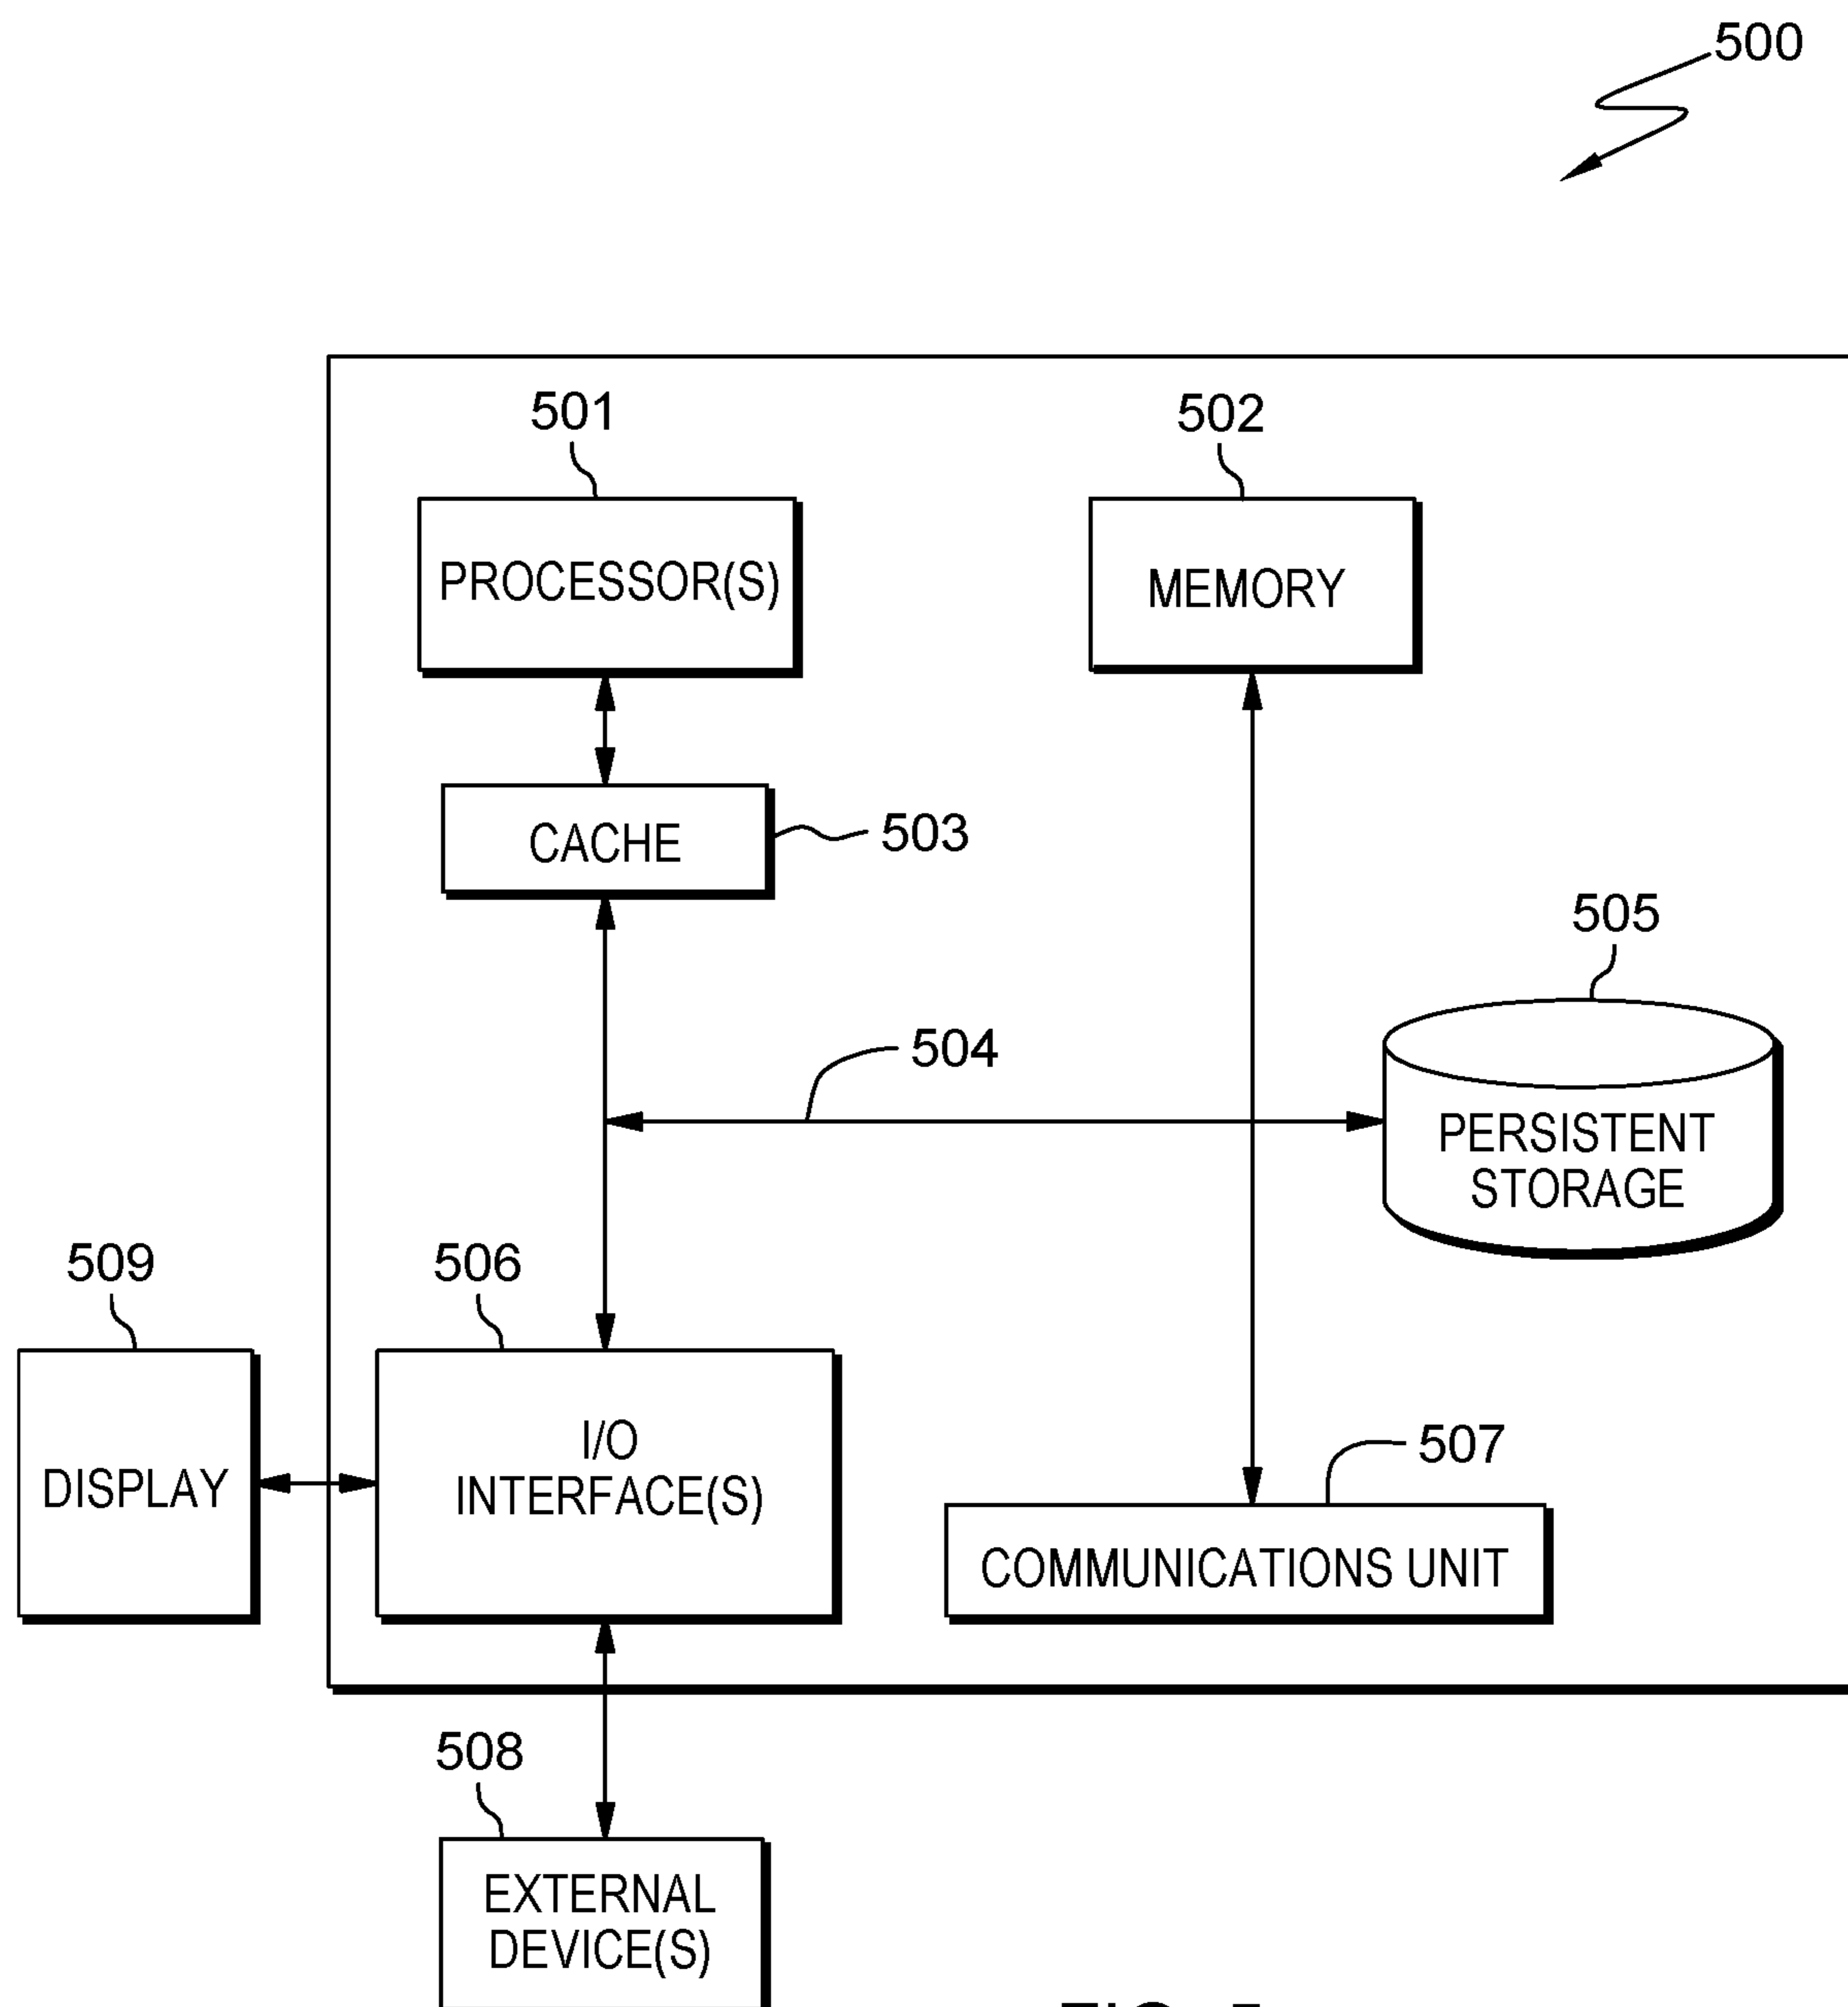 500
501
502
PROCESSOR(S)
MEMORY
CACHE
503
505
504
PERSISTENT
STORAGE
509
506
I/O
INTERFACE(S)
DISPLAY
507
COMMUNICATIONS UNIT
508
EXTERNAL
DEVICE(S)